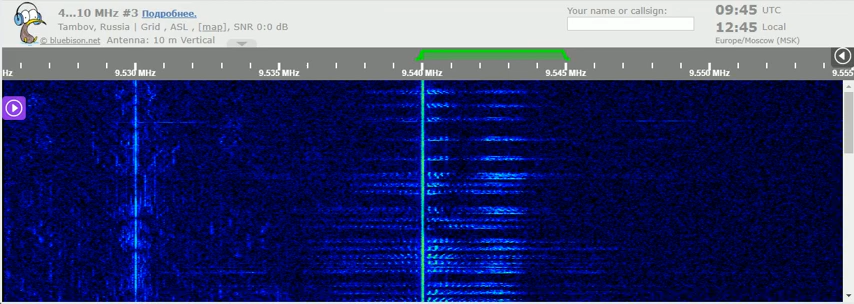 4...10 MHz #3 Подробнее.
Tambov, Russia | Grid , ASL , [map], SNR 0:0 dB
© bluebison.net Antenna: 10 m Vertical
Your name or callsign:
09:45 UTC
12:45 Local
Europe/Moscow (MSK)
Hz 9.530 MHz 9.535 MHz 9.540 MHz 9.545 MHz 9.550 MHz 9.555